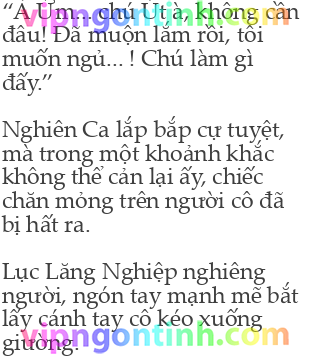 “À Ừm... chú Út à, không cần
đâu! Đã muộn lắm rồi, tôi
muốn ngủ... ! Chú làm gì
đấy.”
Nghiên Ca lắp bắp cự tuyệt,
mà trong một khoảnh khắc
không thể cản lại ấy, chiếc
chăn mỏng trên người cô đã
bị hất ra.
Lục Lăng Nghiệp nghiêng
người, ngón tay mạnh mẽ bắt
lấy cánh tay cô kéo xuống
giường.
vipngontinh.com
vipngontinh.com